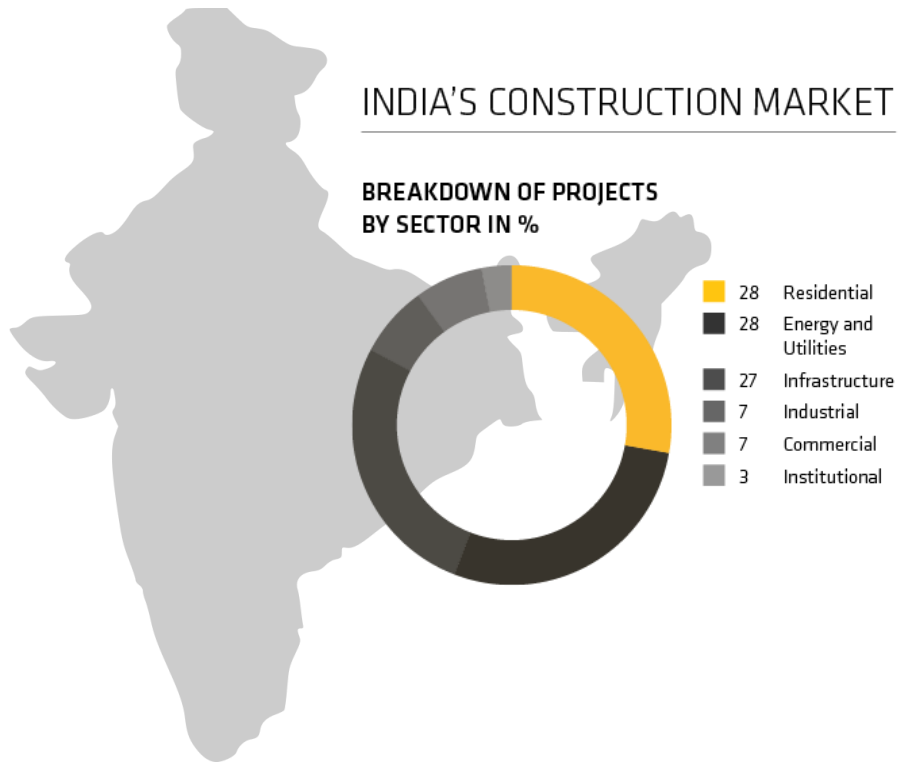 INDIA'S CONSTRUCTION MARKET
BREAKDOWN OF PROJECTS
BY SECTOR IN %
28 Residential
28 Energy and
Utilities
27 Infrastructure
7 Industrial
7 Commercial
3 Institutional